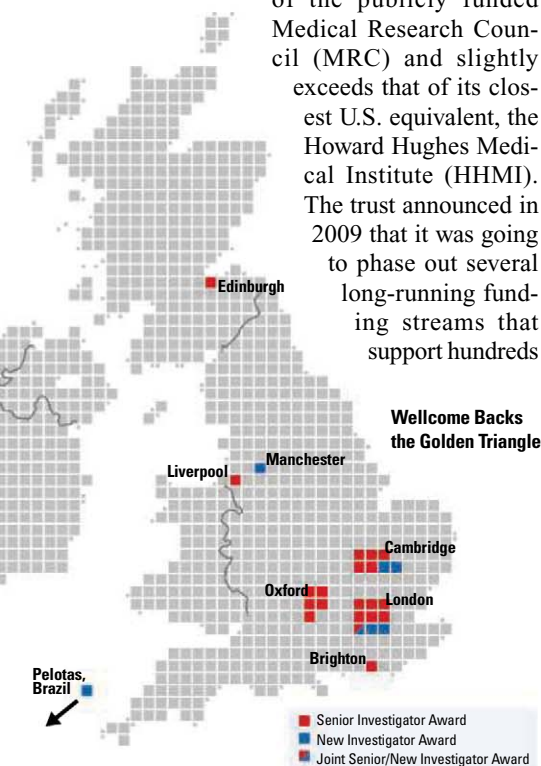 of the publicly funded
Medical Research Coun-
cil (MRC) and slightly
exceeds that of its clos-
est U.S. equivalent, the
Howard Hughes Medi-
cal Institute (HHMI).
The trust announced in
2009 that it was going
to phase out several
long-running fund-
ing streams that
support hundreds
Wellcome Backs
the Golden Triangle
Edinburgh
Manchester
Liverpool
Cambridge
Oxford
London
Brighton
Pelotas,
Brazil
Senior Investigator Award
New Investigator Award
Joint Senior/New Investigator Award